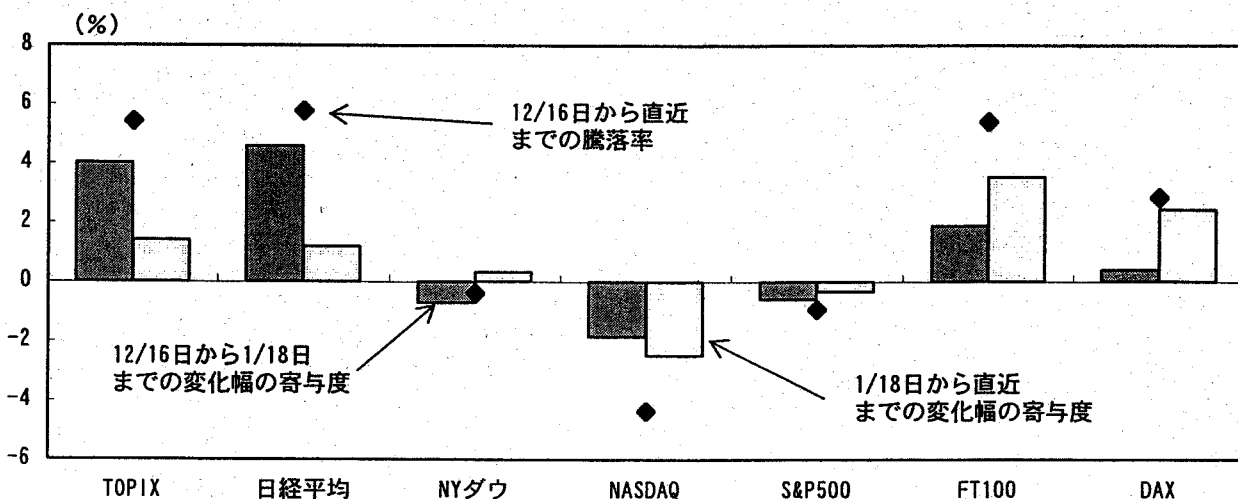 (%)
8
6
4
2
0
-2
-4
-6
12/16日から直近
までの騰落率
12/16日から1/18日
までの変化幅の寄与度
1/18日から直近
までの変化幅の寄与度
TOPIX 日経平均 NYダウ NASDAQ S&P500 FT100 DAX